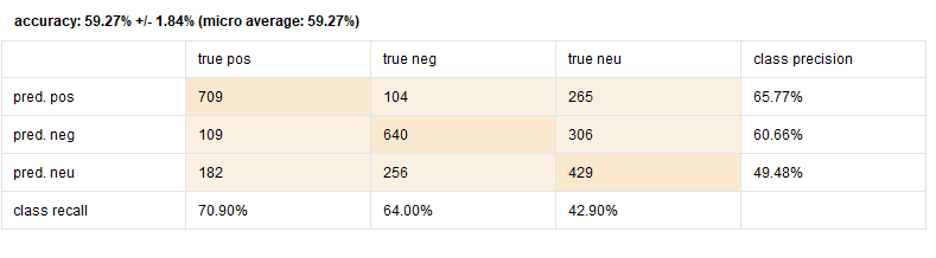 accuracy: 59.27% +/- 1.84% (micro average: 59.27%)
true pos true neg true neu class precision
pred. pos 709 104 265 65.77%
pred. neg 109 640 306 60.66%
pred. neu 182 256 429 49.48%
class recall 70.90% 64.00% 42.90%